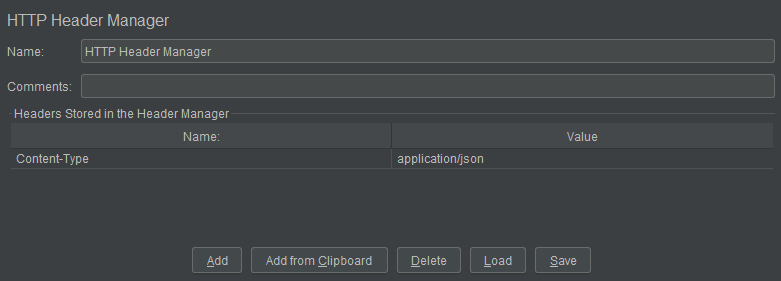 HTTP Header Manager
Name: HTTP Header Manager
Comments:
Headers Stored in the Header Manager
Name: Value
Content-Type application/json
Add Add from Clipboard Delete Load Save